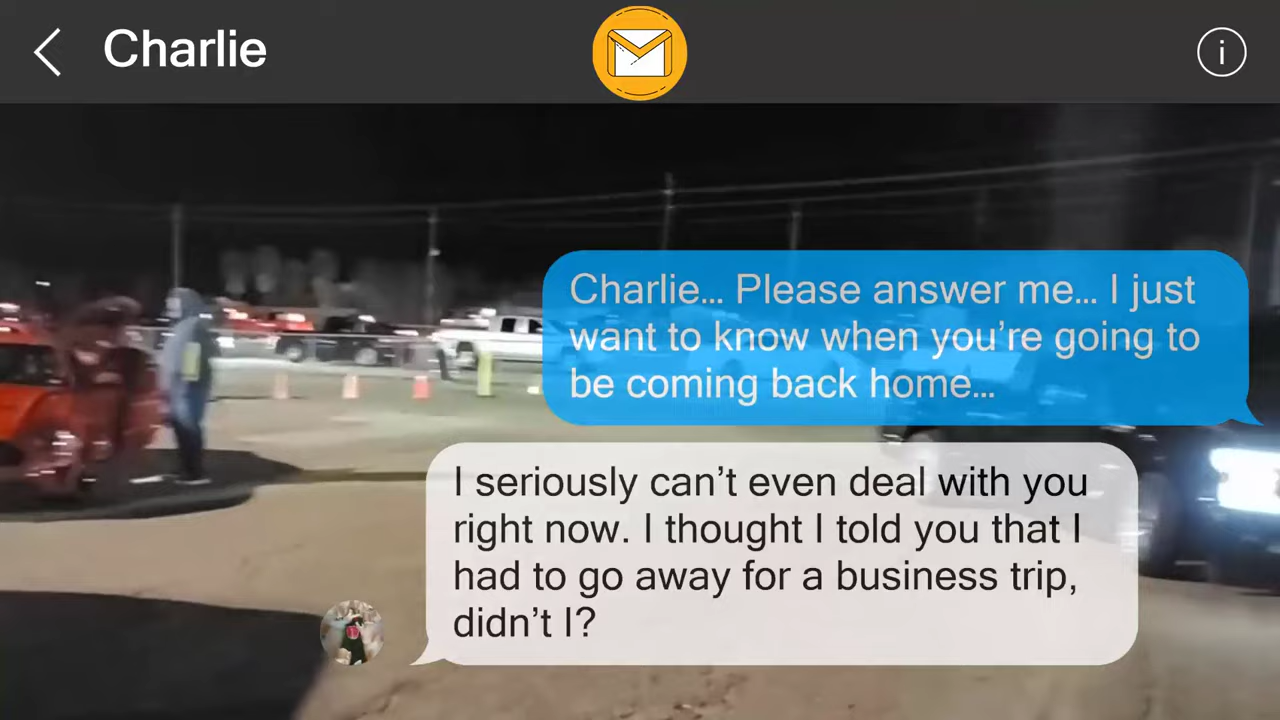 Charlie
i
Charlie... Please answer me... I just
want to know when you’re going to
be coming back home...
I seriously can’t even deal with you
right now. I thought I told you that I
had to go away for a business trip,
didn’t I?